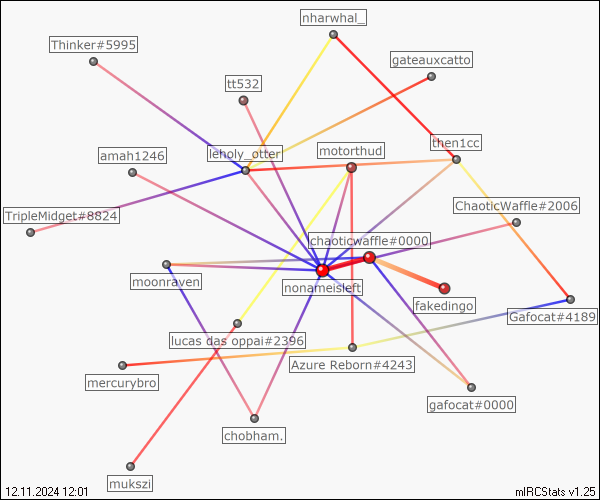 nharwhal_
Thinker#5995
gateauxcatto
tt532
then1cc
motorthud
leholy_otter
amah1246
ChaoticWaffle#2006
TripleMidget#8824
chaoticwaffle#0000
moonraven
nonameisleft
fakedingo
Gafocat#4189
lucas das oppai#2396
Azure Reborn#4243
mercurybro
gafocat#0000
chobham.
mukszi
12.11.2024 12:01
mIRCStats v1.25